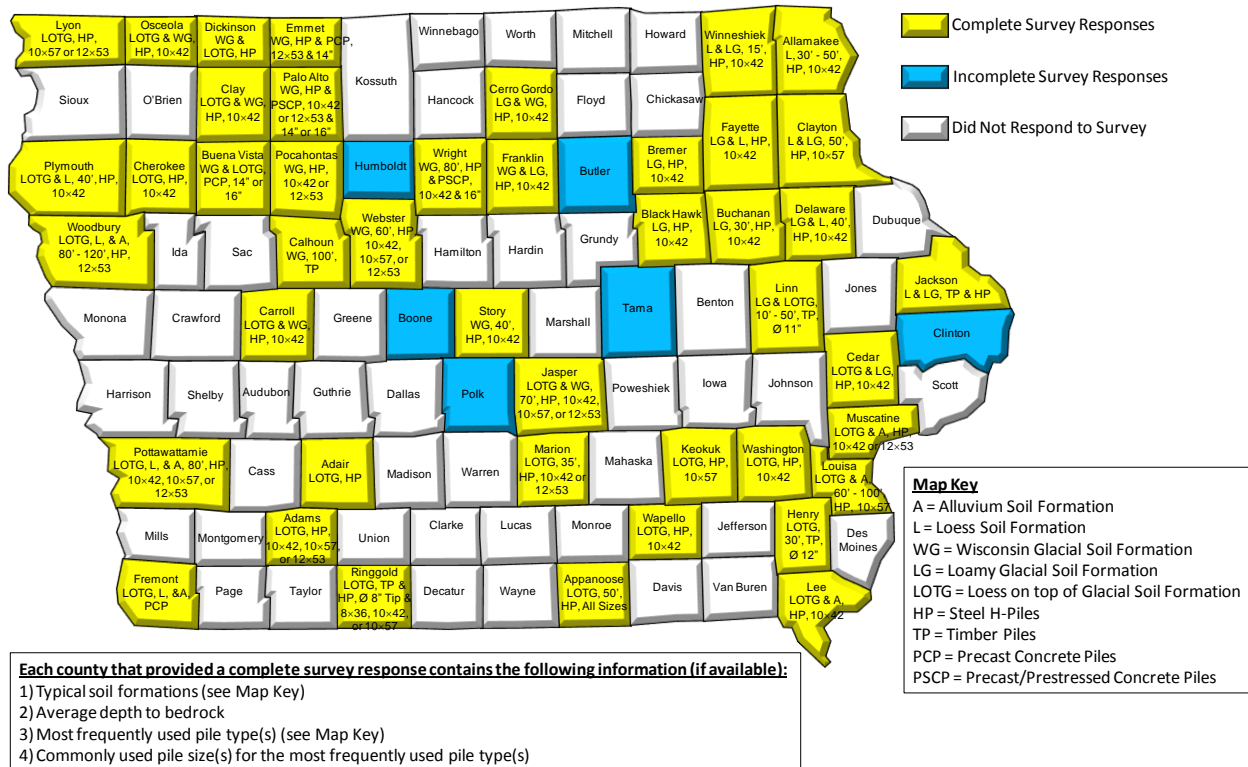 Lyon
LOTG, HP,
10×57 or 12×53
Osceola
LOTG & WG,
HP, 10×42
Dickinson
WG &
LOTG, HP
Emmet
WG, HP & PCP,
12×53 & 14"
Kossuth
Winnebago
Worth
Mitchell
Howard
Winneshiek
L & LG, 15',
HP, 10×42
Allamakee
L, 30' - 50',
HP, 10×42
Complete Survey Responses
Incomplete Survey Responses
Did Not Respond to Survey
Sioux
O'Brien
Clay
LOTG & WG,
HP, 10×42
Palo Alto
WG, HP &
PSCP, 10×42
or 12×53 &
14" or 16"
Hancock
Cerro Gordo
LG & WG,
HP, 10×42
Floyd
Chickasaw
Fayette
LG & L, HP,
10×42
Clayton
L & LG, 50',
HP, 10×57
Plymouth
LOTG & L, 40', HP,
10×42
Cherokee
LOTG, HP,
10×42
Buena Vista
WG & LOTG,
PCP, 14" or
16"
Pocahontas
WG, HP,
10×42 or
12×53
Humboldt
Wright
WG, 80', HP
& PSCP,
10×42 & 16"
Franklin
WG & LG,
HP, 10×42
Butler
Bremer
LG, HP,
10×42
Woodbury
LOTG, L, & A,
80' - 120', HP,
12×53
Ida
Sac
Calhoun
WG, 100',
TP
Webster
WG, 60', HP
10×42,
10×57, or
12×53
Hamilton
Hardin
Grundy
Black Hawk
LG, HP,
10×42
Buchanan
LG, 30', HP,
10×42
Delaware
LG & L, 40',
HP, 10×42
Dubuque
Monona
Crawford
Carroll
LOTG & WG,
HP, 10×42
Greene
Boone
Story
WG, 40',
HP, 10×42
Marshall
Tama
Benton
Linn
LG & LOTG,
10' - 50', TP,
Ø 11"
Jones
Jackson
L & LG, TP & HP
Clinton
Cedar
LOTG & LG,
HP, 10×42
Scott
Harrison
Shelby
Audubon
Guthrie
Dallas
Polk
Jasper
LOTG & WG,
70', HP, 10×42,
10×57, or 12×53
Poweshiek
Iowa
Johnson
Muscatine
LOTG & A, HP,
10×42 or 12×53
Pottawattamie
LOTG, L, & A, 80', HP,
10×42, 10×57, or
12×53
Cass
Adair
LOTG, HP
Madison
Warren
Marion
LOTG, 35',
HP, 10×42 or
12×53
Mahaska
Keokuk
LOTG, HP,
10×57
Washington
LOTG, HP,
10×42
Louisa
LOTG & A,
60' - 100',
HP, 10×57
Mills
Montgomery
Adams
LOTG, HP,
10×42, 10×57,
or 12×53
Union
Clarke
Lucas
Monroe
Wapello
LOTG, HP,
10×42
Jefferson
Henry
LOTG,
30', TP,
Ø 12"
Des
Moines
Fremont
LOTG, L, &A,
PCP
Page
Taylor
Ringgold
LOTG, TP &
HP, Ø 8" Tip &
8×36, 10×42,
or 10×57
Decatur
Wayne
Appanoose
LOTG, 50',
HP, All Sizes
Davis
Van Buren
Lee
LOTG & A,
HP, 10×42
Map Key
A = Alluvium Soil Formation
L = Loess Soil Formation
WG = Wisconsin Glacial Soil Formation
LG = Loamy Glacial Soil Formation
LOTG = Loess on top of Glacial Soil Formation
HP = Steel H-Piles
TP = Timber Piles
PCP = Precast Concrete Piles
PSCP = Precast/Prestressed Concrete Piles
Each county that provided a complete survey response contains the following information (if available):
1) Typical soil formations (see Map Key)
2) Average depth to bedrock
3) Most frequently used pile type(s) (see Map Key)
4) Commonly used pile size(s) for the most frequently used pile type(s)